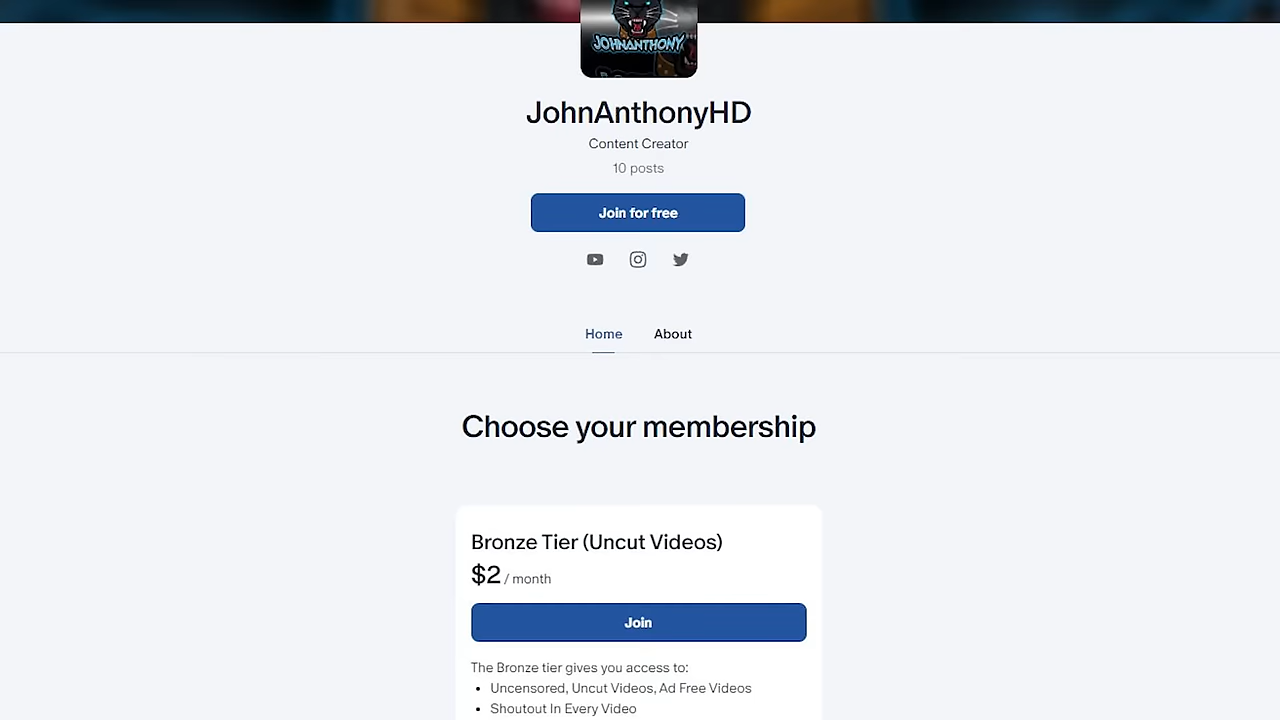 JOHNANTHONY
JohnAnthonyHD
Content Creator
10 posts
Join for free
Home About
Choose your membership
Bronze Tier (Uncut Videos)
$2 / month
Join
The Bronze tier gives you access to:
• Uncensored, Uncut Videos, Ad Free Videos
• Shoutout In Every Video